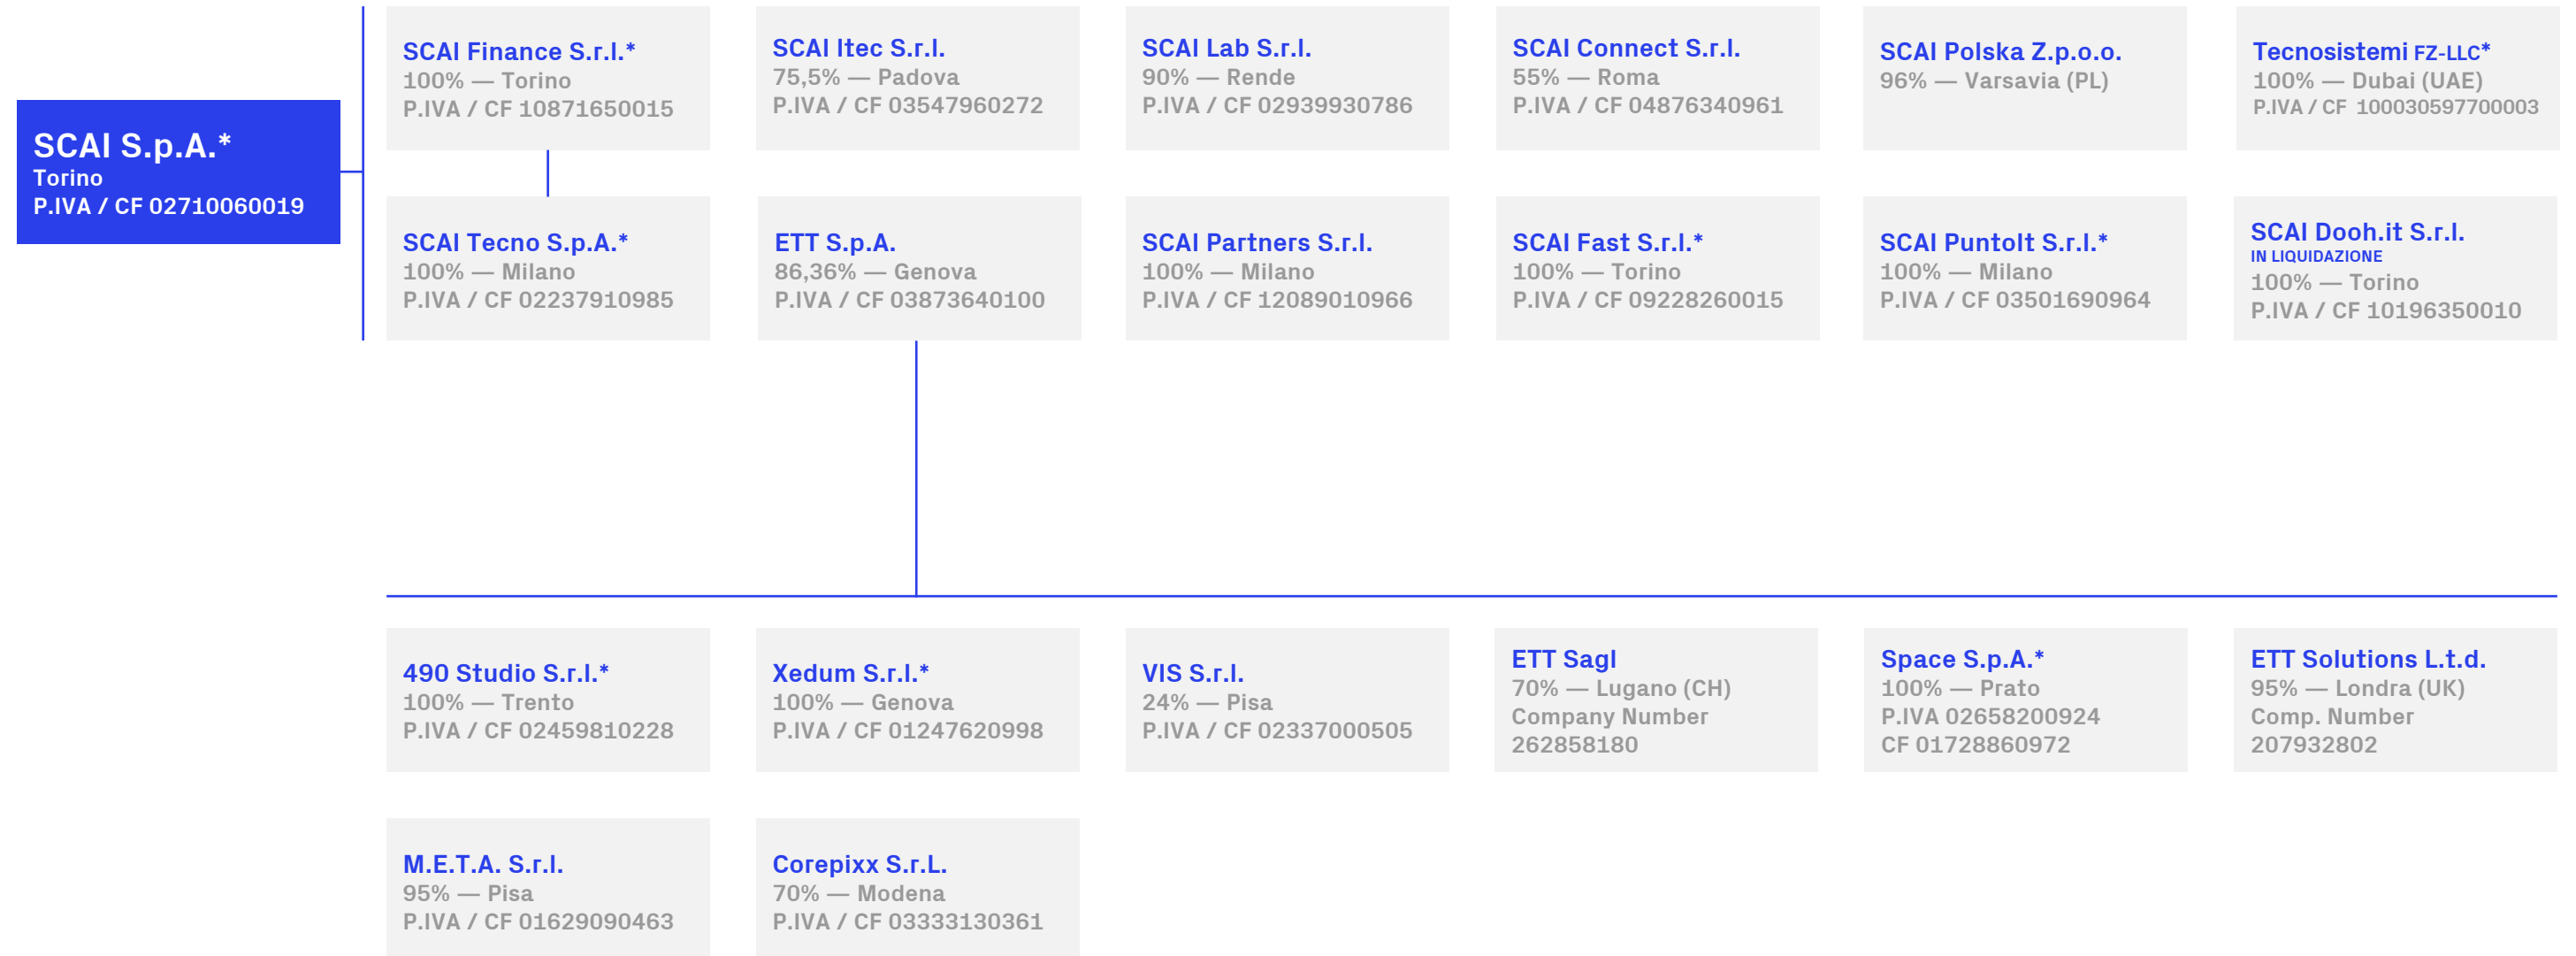 SCAI S.p.A.*
Torino
P.IVA / CF 02710060019
SCAI Finance S.r.l.*
100% — Torino
P.IVA / CF 10871650015
SCAI Itec S.r.l.
75,5% — Padova
P.IVA / CF 03547960272
SCAI Lab S.r.l.
90% — Rende
P.IVA / CF 02939930786
SCAI Connect S.r.l.
55% — Roma
P.IVA / CF 04876340961
SCAI Polska Z.p.o.o.
96% — Varsavia (PL)
Tecnosistemi FZ-LLC*
100% — Dubai (UAE)
P.IVA / CF 100030597700003
SCAI Tecno S.p.A.*
100% — Milano
P.IVA / CF 02237910985
ETT S.p.A.
86,36% — Genova
P.IVA / CF 03873640100
SCAI Partners S.r.l.
100% — Milano
P.IVA / CF 12089010966
SCAI Fast S.r.l.*
100% — Torino
P.IVA / CF 09228260015
SCAI PuntoIt S.r.l.*
100% — Milano
P.IVA / CF 03501690964
SCAI Dooh.it S.r.l.
IN LIQUIDAZIONE
100% — Torino
P.IVA / CF 10196350010
490 Studio S.r.l.*
100% — Trento
P.IVA / CF 02459810228
Xedum S.r.l.*
100% — Genova
P.IVA / CF 01247620998
VIS S.r.l.
24% — Pisa
P.IVA / CF 02337000505
ETT Sagl
70% — Lugano (CH)
Company Number
262858180
Space S.p.A.*
100% — Prato
P.IVA 02658200924
CF 01728860972
ETT Solutions L.t.d.
95% — Londra (UK)
Comp. Number
207932802
M.E.T.A. S.r.l.
95% — Pisa
P.IVA / CF 01629090463
Corepixx S.r.L.
70% — Modena
P.IVA / CF 03333130361